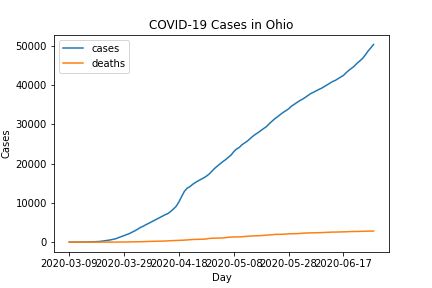 COVID-19 Cases in Ohio
cases
deaths
50000
40000
30000
20000
10000
0
Cases
2020-03-09 2020-03-29 2020-04-18 2020-05-08 2020-05-28 2020-06-17
Day